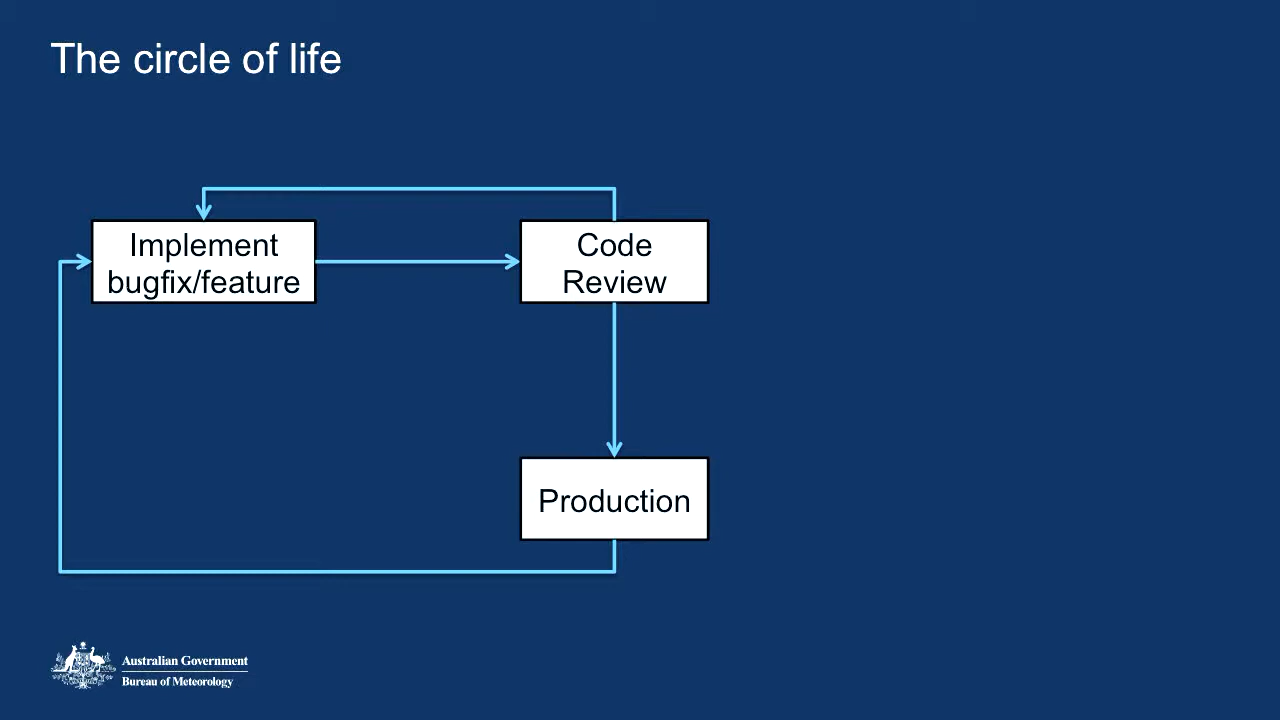 The circle of life
Implement
bugfix/feature
Code
Review
Production
Australian Government
Bureau of Meteorology